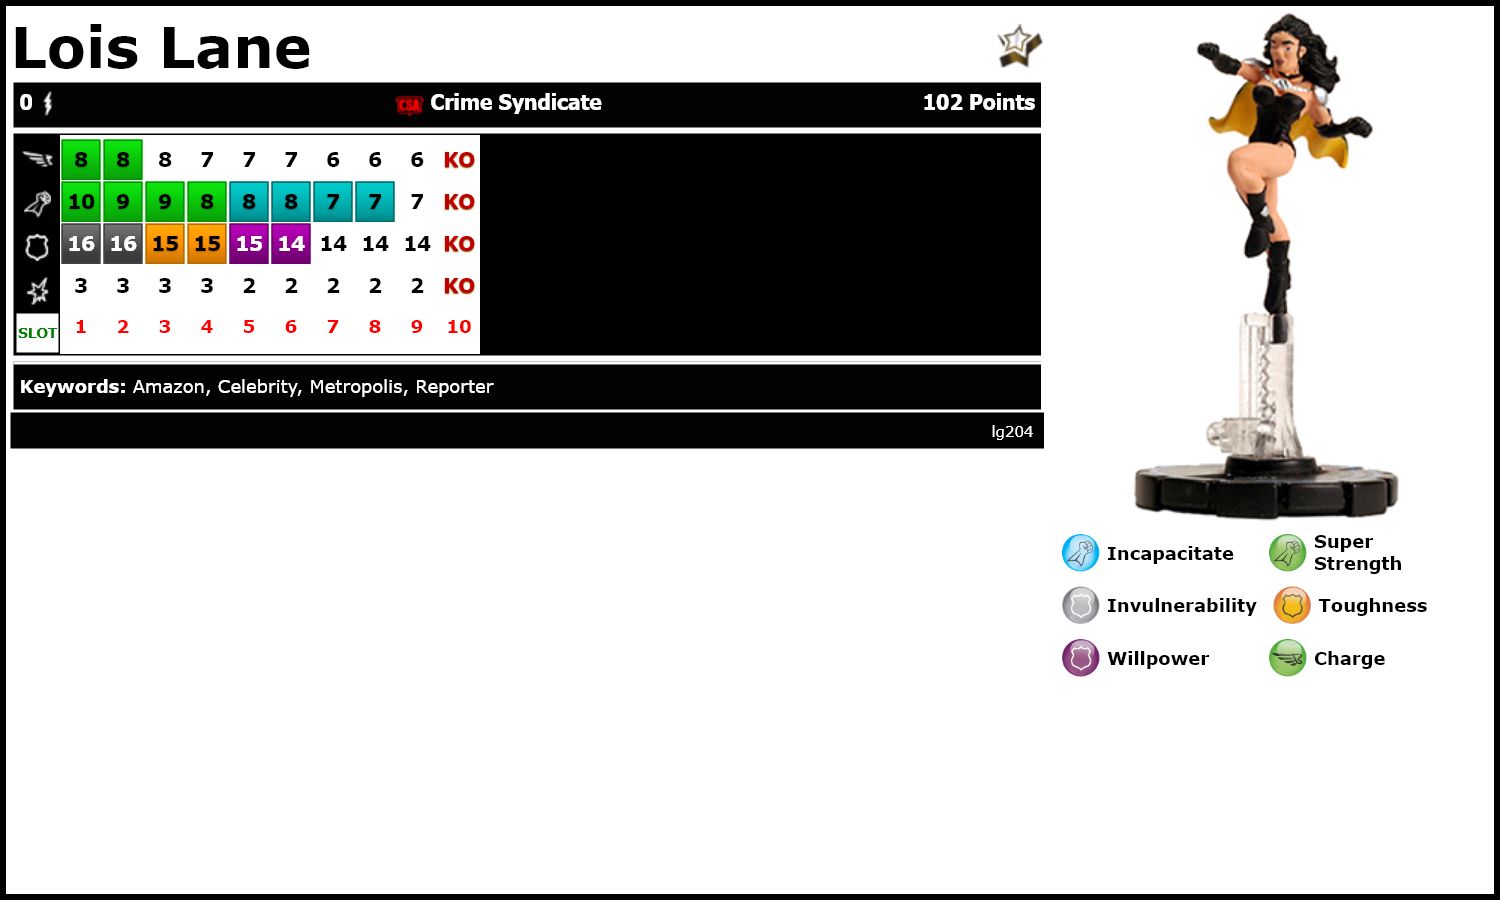 Lois Lane
0 CSA Crime Syndicate 102 Points
8 8 8 7 7 7 6 6 6 KO
10 9 9 8 8 8 7 7 7 KO
16 16 15 15 15 14 14 14 14 KO
3 3 3 3 2 2 2 2 2 KO
SLOT 1 2 3 4 5 6 7 8 9 10
Keywords: Amazon, Celebrity, Metropolis, Reporter
lg204
Incapacitate
Super
Strength
Invulnerability
Toughness
Willpower
Charge